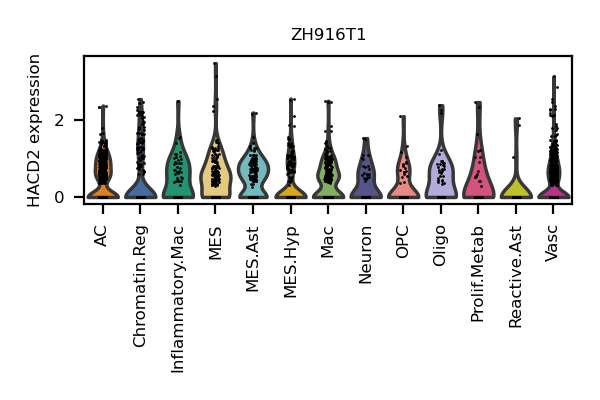 ZH916T1
HACD2 expression
2
0
AC
Chromatin.Reg
Inflammatory.Mac
MES
MES.Ast
MES.Hyp
Mac
Neuron
OPC
Oligo
Prolif.Metab
Reactive.Ast
Vasc